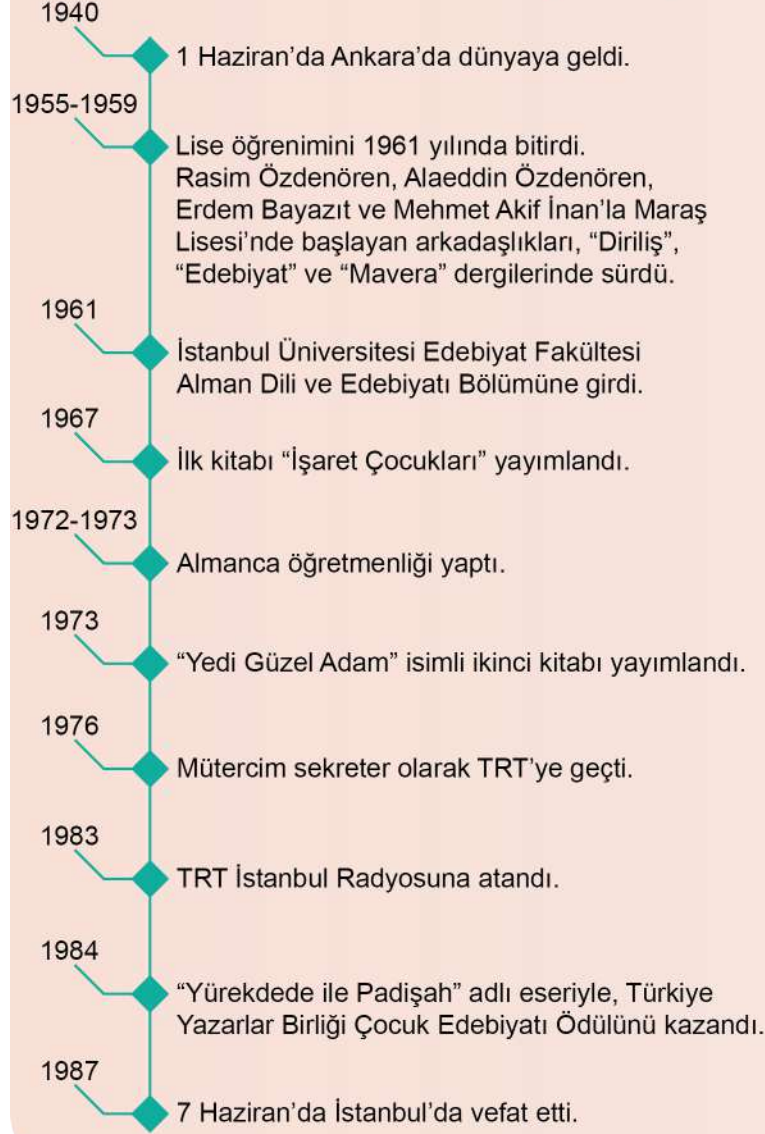 1940
1 Haziran’da Ankara’da dünyaya geldi.
1955-1959
Lise öğrenimini 1961 yılında bitirdi.
Rasim Özdenören, Alaeddin Özdenören,
Erdem Bayazıt ve Mehmet Akif İnan’la Maraş
Lisesi’nde başlayan arkadaşlıkları, “Diriliş”,
“Edebiyat” ve “Mavera” dergilerinde sürdü.
1961
İstanbul Üniversitesi Edebiyat Fakültesi
Alman Dili ve Edebiyatı Bölümüne girdi.
1967
İlk kitabı “İşaret Çocukları” yayımlandı.
1972-1973
Almanca öğretmenliği yaptı.
1973
“Yedi Güzel Adam” isimli ikinci kitabı yayımlandı.
1976
Mütercim sekreter olarak TRT’ye geçti.
1983
TRT İstanbul Radyosuna atandı.
1984
“Yürekdede ile Padişah” adlı eseriyle, Türkiye
Yazarlar Birliği Çocuk Edebiyatı Ödülünü kazandı.
1987
7 Haziran’da İstanbul’da vefat etti.